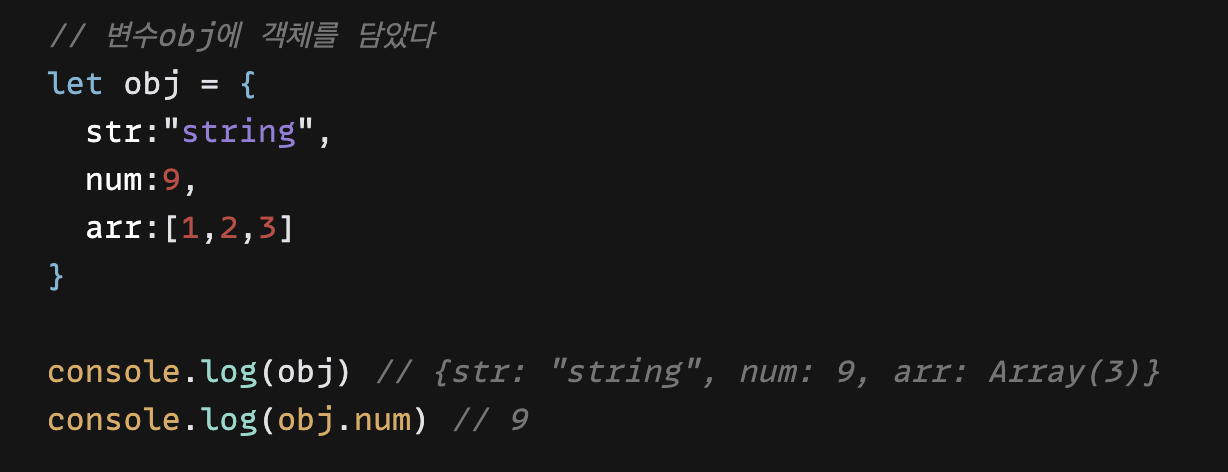 // 변수obj에 객체를 담았다
let obj = {
  str:"string",
  num:9,
  arr:[1,2,3]
}
console.log(obj) // {str: "string", num: 9, arr: Array(3)}
console.log(obj.num) // 9